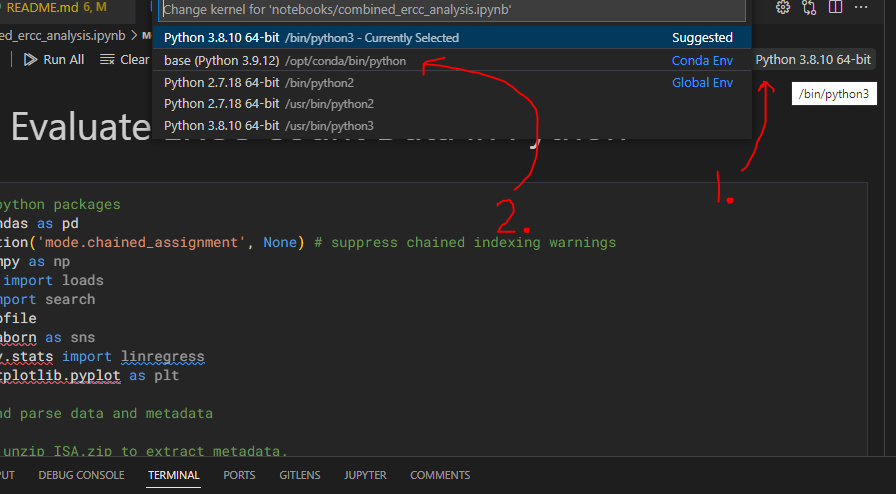 README.md 6, M
Change kernel for 'notebooks/combined_ercc_analysis.ipynb'
ed_ercc_analysis.ipynb
Python 3.8.10 64-bit /bin/python3 - Currently Selected Suggested
Run All Clear
base (Python 3.9.12) /opt/conda/bin/python Conda Env
Python 3.8.10 64-bit
Python 2.7.18 64-bit /bin/python2 Global Env
/bin/python3
Python 2.7.18 64-bit /usr/bin/python2
Python 3.8.10 64-bit /usr/bin/python3
Evaluate
1.
2.
ython packages
ndas as pd
tion('mode.chained_assignment', None) # suppress chained indexing warnings
mpy as np
import loads
mport search
ofile
aborn as sns
y.stats import linregress
tplotlib.pyplot as plt
nd parse data and metadata
unzip ISA.zip to extract metadata.
PUT DEBUG CONSOLE TERMINAL PORTS GITLENS JUPYTER COMMENTS